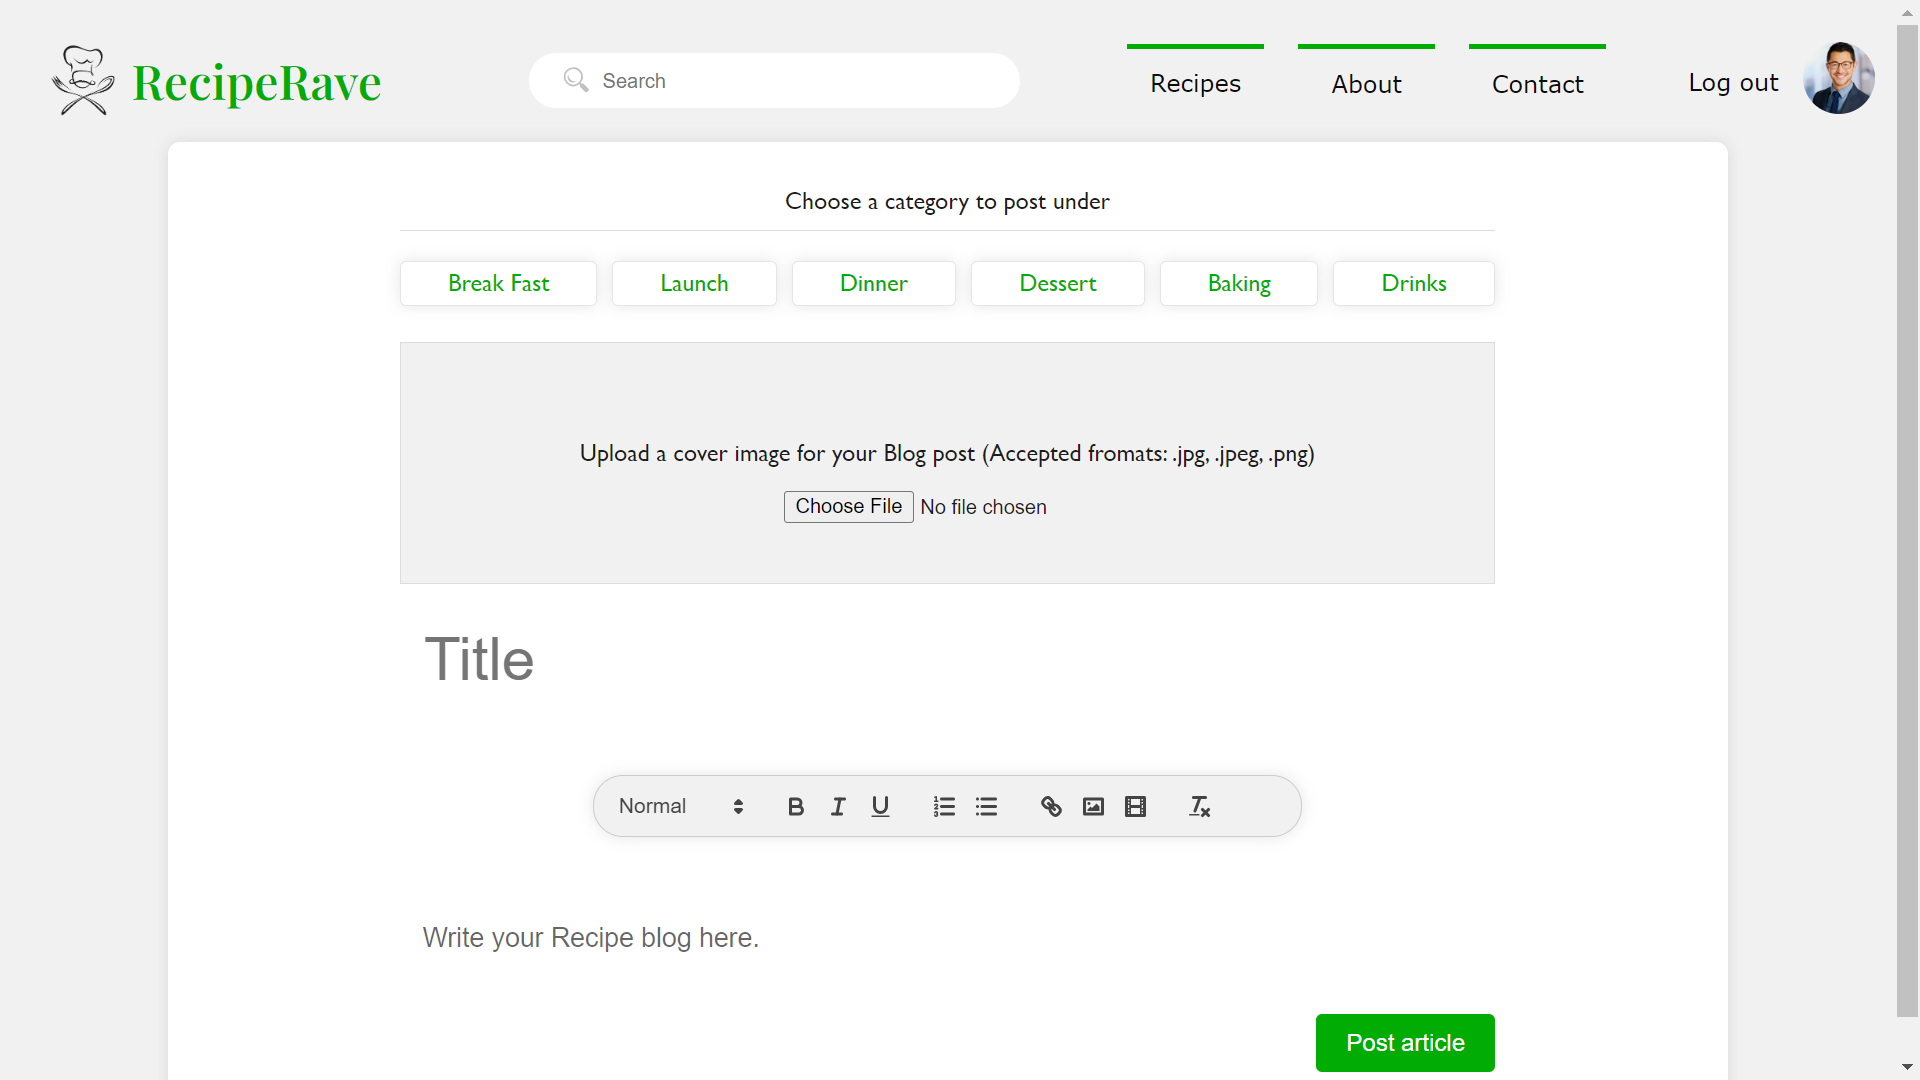 RecipeRave
Search
Recipes
About
Contact
Log out
Choose a category to post under
Break Fast
Launch
Dinner
Dessert
Baking
Drinks
Upload a cover image for your Blog post (Accepted fromats: .jpg, .jpeg, .png)
Choose File No file chosen
Title
Normal
Write your Recipe blog here.
Post article